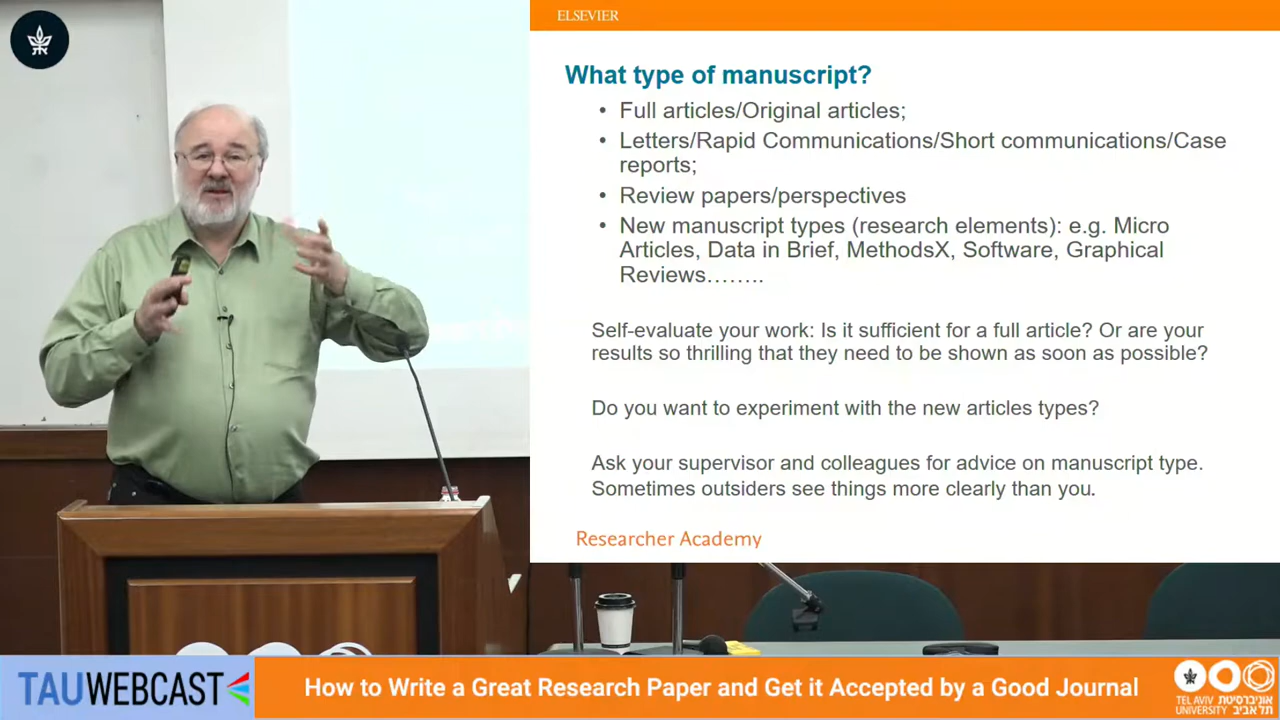 ELSEVIER
What type of manuscript?
• Full articles/Original articles;
• Letters/Rapid Communications/Short communications/Case
reports;
• Review papers/perspectives
• New manuscript types (research elements): e.g. Micro
Articles, Data in Brief, MethodsX, Software, Graphical
Reviews……..
Self-evaluate your work: Is it sufficient for a full article? Or are your
results so thrilling that they need to be shown as soon as possible?
Do you want to experiment with the new articles types?
Ask your supervisor and colleagues for advice on manuscript type.
Sometimes outsiders see things more clearly than you.
Researcher Academy
TAUWEBCAST
How to Write a Great Research Paper and Get it Accepted by a Good Journal
TEL AVIV אוניברסיטת
UNIVERSITY תל אביב